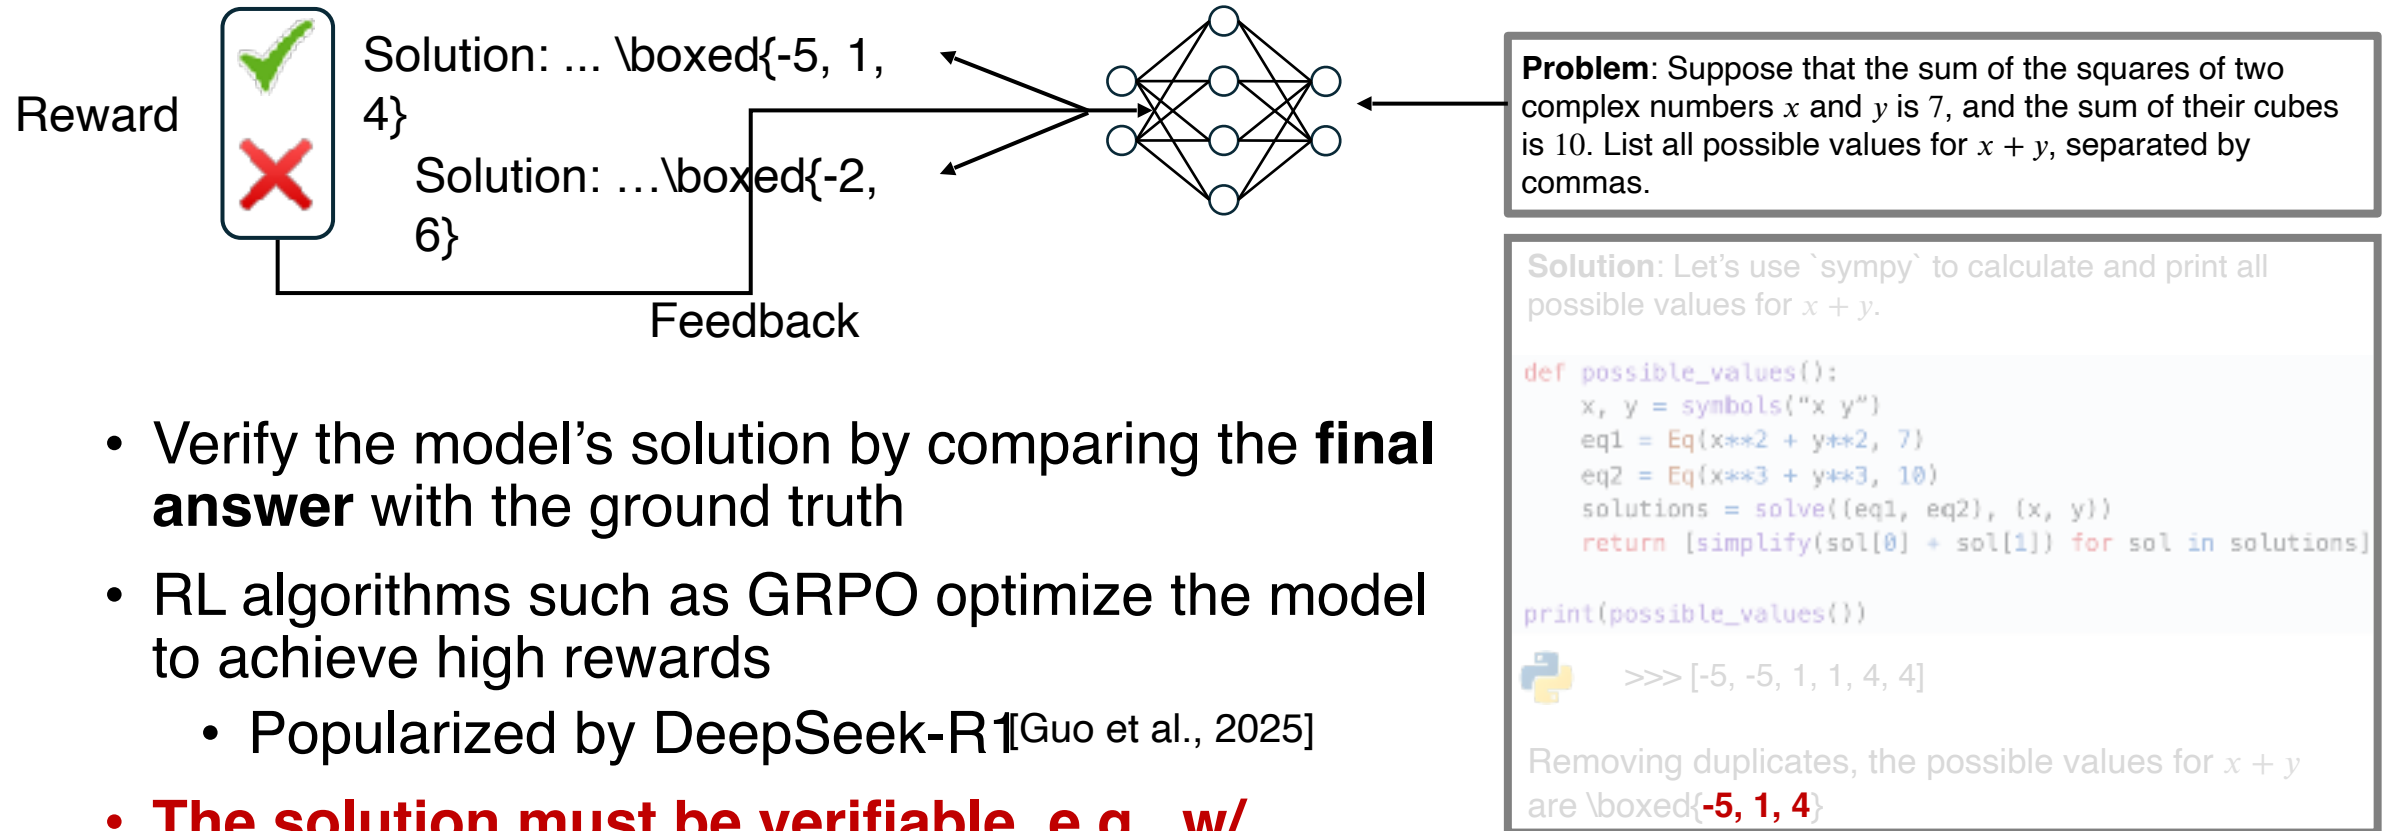 Reward
Solution: ... \boxed{-5, 1,
4}
Solution: …\boxed{-2,
6}
Feedback
Problem: Suppose that the sum of the squares of two
complex numbers x and y is 7, and the sum of their cubes
is 10. List all possible values for x + y, separated by
commas.
Solution: Let’s use `sympy` to calculate and print all
possible values for x + y.
def possible_values():
x, y = symbols("x y")
eq1 = Eq(x**2 + y**2, 7)
eq2 = Eq(x**3 + y**3, 10)
solutions = solve((eq1, eq2), (x, y))
return [simplify(sol[0] + sol[1]) for sol in solutions]
print(possible_values())
>>> [-5, -5, 1, 1, 4, 4]
Removing duplicates, the possible values for x + y
are \boxed{-5, 1, 4}
• Verify the model’s solution by comparing the final
answer with the ground truth
• RL algorithms such as GRPO optimize the model
to achieve high rewards
• Popularized by DeepSeek-R1 [Guo et al., 2025]
• The solution must be verifiable, e.g., w/